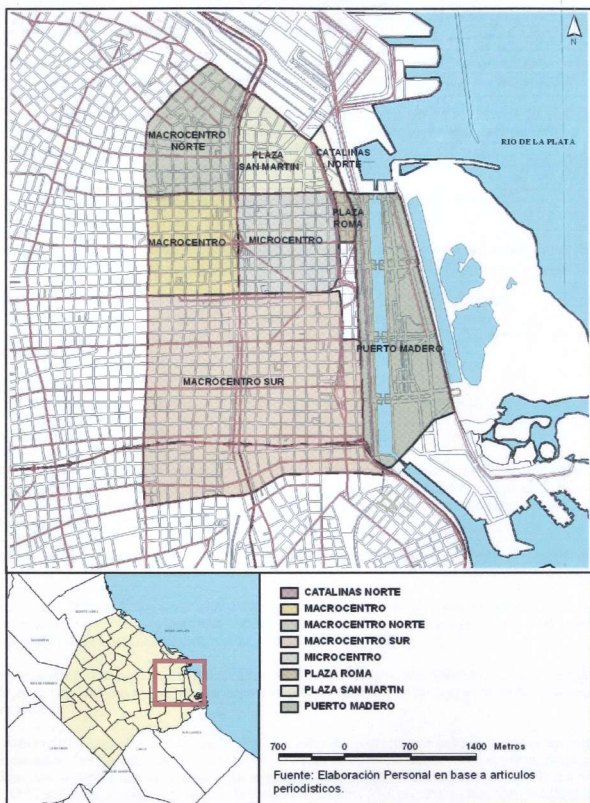 N
RIO DE LA PLATA
MACROCENTRO
NORTE
PLAZA
SAN MARTIN
CATALINAS
NORTE
PLAZA
ROMA
MACROCENTRO
MICROCENTRO
PUERTO MADERO
MACROCENTRO SUR
CATALINAS NORTE
MACROCENTRO
MACROCENTRO NORTE
MACROCENTRO SUR
MICROCENTRO
PLAZA ROMA
PLAZA SAN MARTIN
PUERTO MADERO
700 0 700 1400 Metros
Fuente: Elaboración Personal en base a articulos
periodisticos.